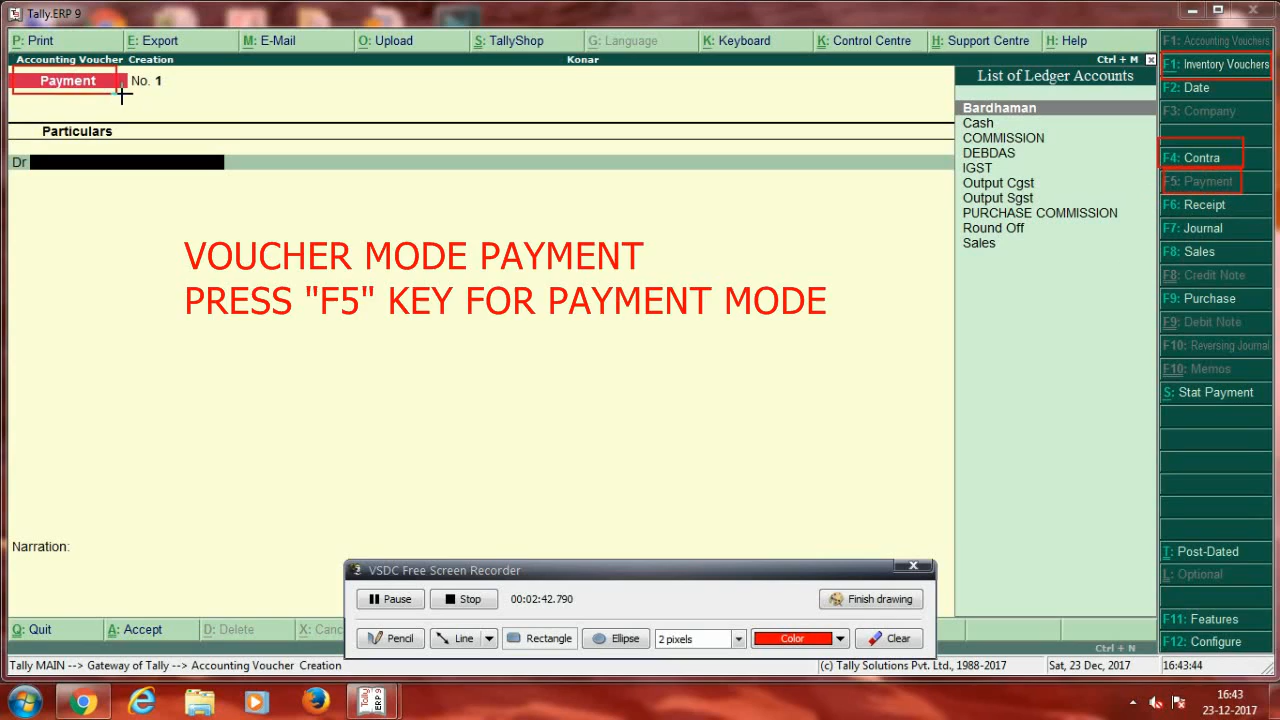 Tally.ERP 9
P: Print
E: Export
M: E-Mail
O: Upload
S: TallyShop
G: Language
K: Keyboard
K: Control Centre
H: Support Centre
H: Help
Accounting Voucher Creation
Konar
Ctrl + M
Payment
No. 1
Particulars
Dr
VOUCHER MODE PAYMENT
PRESS "F5" KEY FOR PAYMENT MODE
Narration:
List of Ledger Accounts
Bardhaman
Cash
COMMISSION
DEBDAS
IGST
Output Cgst
Output Sgst
PURCHASE COMMISSION
Round Off
Sales
F1: Accounting Vouchers
F1: Inventory Vouchers
F2: Date
F3: Company
F4: Contra
F5: Payment
F6: Receipt
F7: Journal
F8: Sales
F8: Credit Note
F9: Purchase
F9: Debit Note
F10: Reversing Journal
F10: Memos
S: Stat Payment
T: Post-Dated
L: Optional
F11: Features
F12: Configure
VSDC Free Screen Recorder
Pause
Stop
00:02:42.790
Finish drawing
Pencil
Line
Rectangle
Ellipse
2 pixels
Color
Clear
Q: Quit
A: Accept
D: Delete
X: Canc
Ctrl + N
Tally MAIN --> Gateway of Tally --> Accounting Voucher Creation
(c) Tally Solutions Pvt. Ltd., 1988-2017
Sat, 23 Dec, 2017
16:43:44
Tally
ERP 9
16:43
23-12-2017